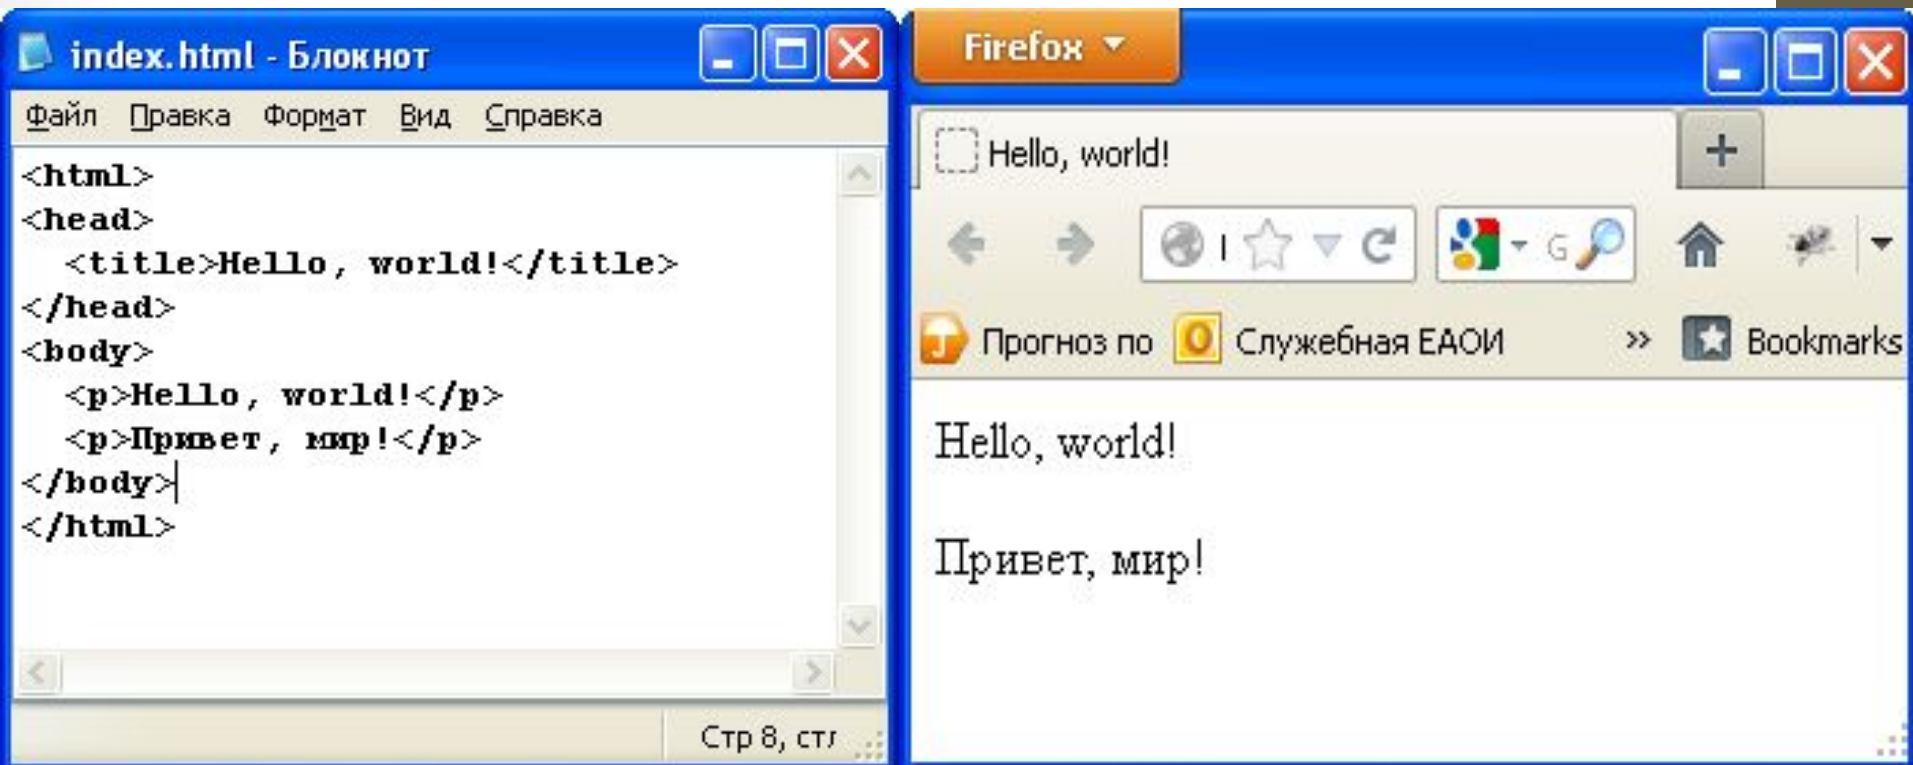 index.html - Блокнот
Файл Правка Формат Вид Справка
<html>
<head>
<title>Hello, world!</title>
</head>
<body>
<p>Hello, world!</p>
<p>Привет, мир!</p>
</body>
</html>
Стр 8, стл
Firefox
Hello, world!
G
Прогноз по Служебная ЕАОИ » Bookmarks
Hello, world!
Привет, мир!